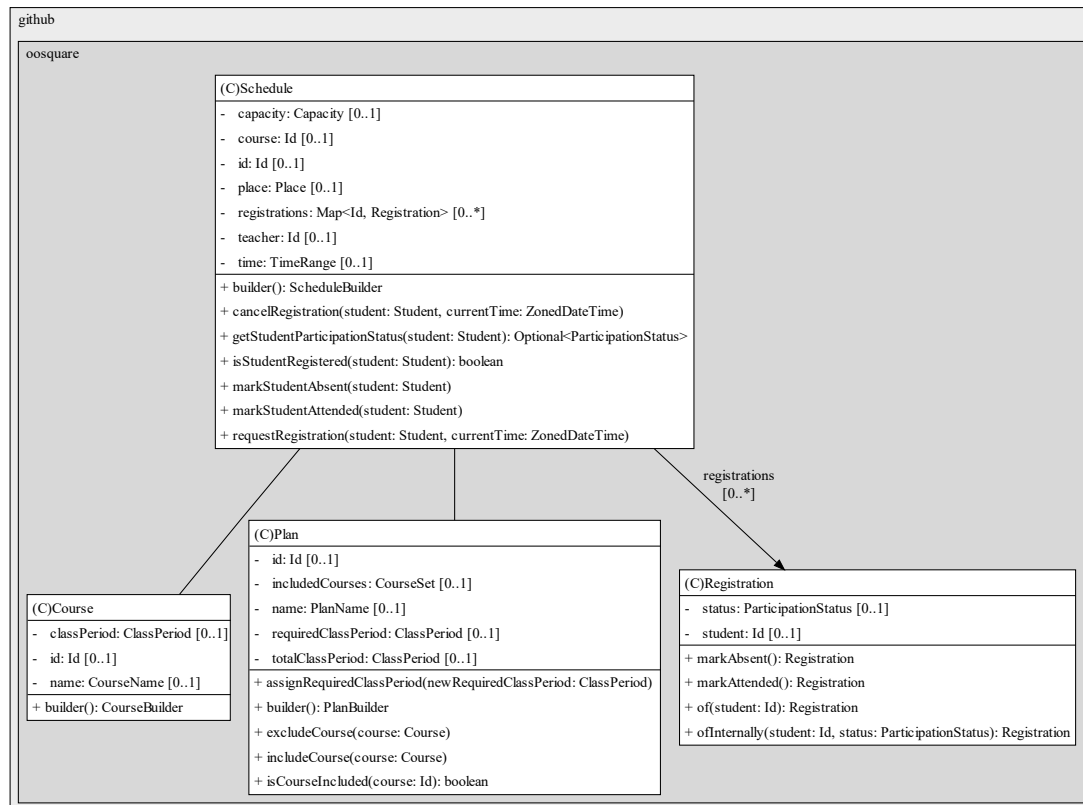 github
oosquare
(C)Schedule
- capacity: Capacity [0..1]
- course: Id [0..1]
- id: Id [0..1]
- place: Place [0..1]
- registrations: Map<Id, Registration> [0..*]
- teacher: Id [0..1]
- time: TimeRange [0..1]
+ builder(): ScheduleBuilder
+ cancelRegistration(student: Student, currentTime: ZonedDateTime)
+ getStudentParticipationStatus(student: Student): Optional<ParticipationStatus>
+ isStudentRegistered(student: Student): boolean
+ markStudentAbsent(student: Student)
+ markStudentAttended(student: Student)
+ requestRegistration(student: Student, currentTime: ZonedDateTime)
registrations
[0..*]
(C)Course
- classPeriod: ClassPeriod [0..1]
- id: Id [0..1]
- name: CourseName [0..1]
+ builder(): CourseBuilder
(C)Plan
- id: Id [0..1]
- includedCourses: CourseSet [0..1]
- name: PlanName [0..1]
- requiredClassPeriod: ClassPeriod [0..1]
- totalClassPeriod: ClassPeriod [0..1]
+ assignRequiredClassPeriod(newRequiredClassPeriod: ClassPeriod)
+ builder(): PlanBuilder
+ excludeCourse(course: Course)
+ includeCourse(course: Course)
+ isCourseIncluded(course: Id): boolean
(C)Registration
- status: ParticipationStatus [0..1]
- student: Id [0..1]
+ markAbsent(): Registration
+ markAttended(): Registration
+ of(student: Id): Registration
+ ofInternally(student: Id, status: ParticipationStatus): Registration